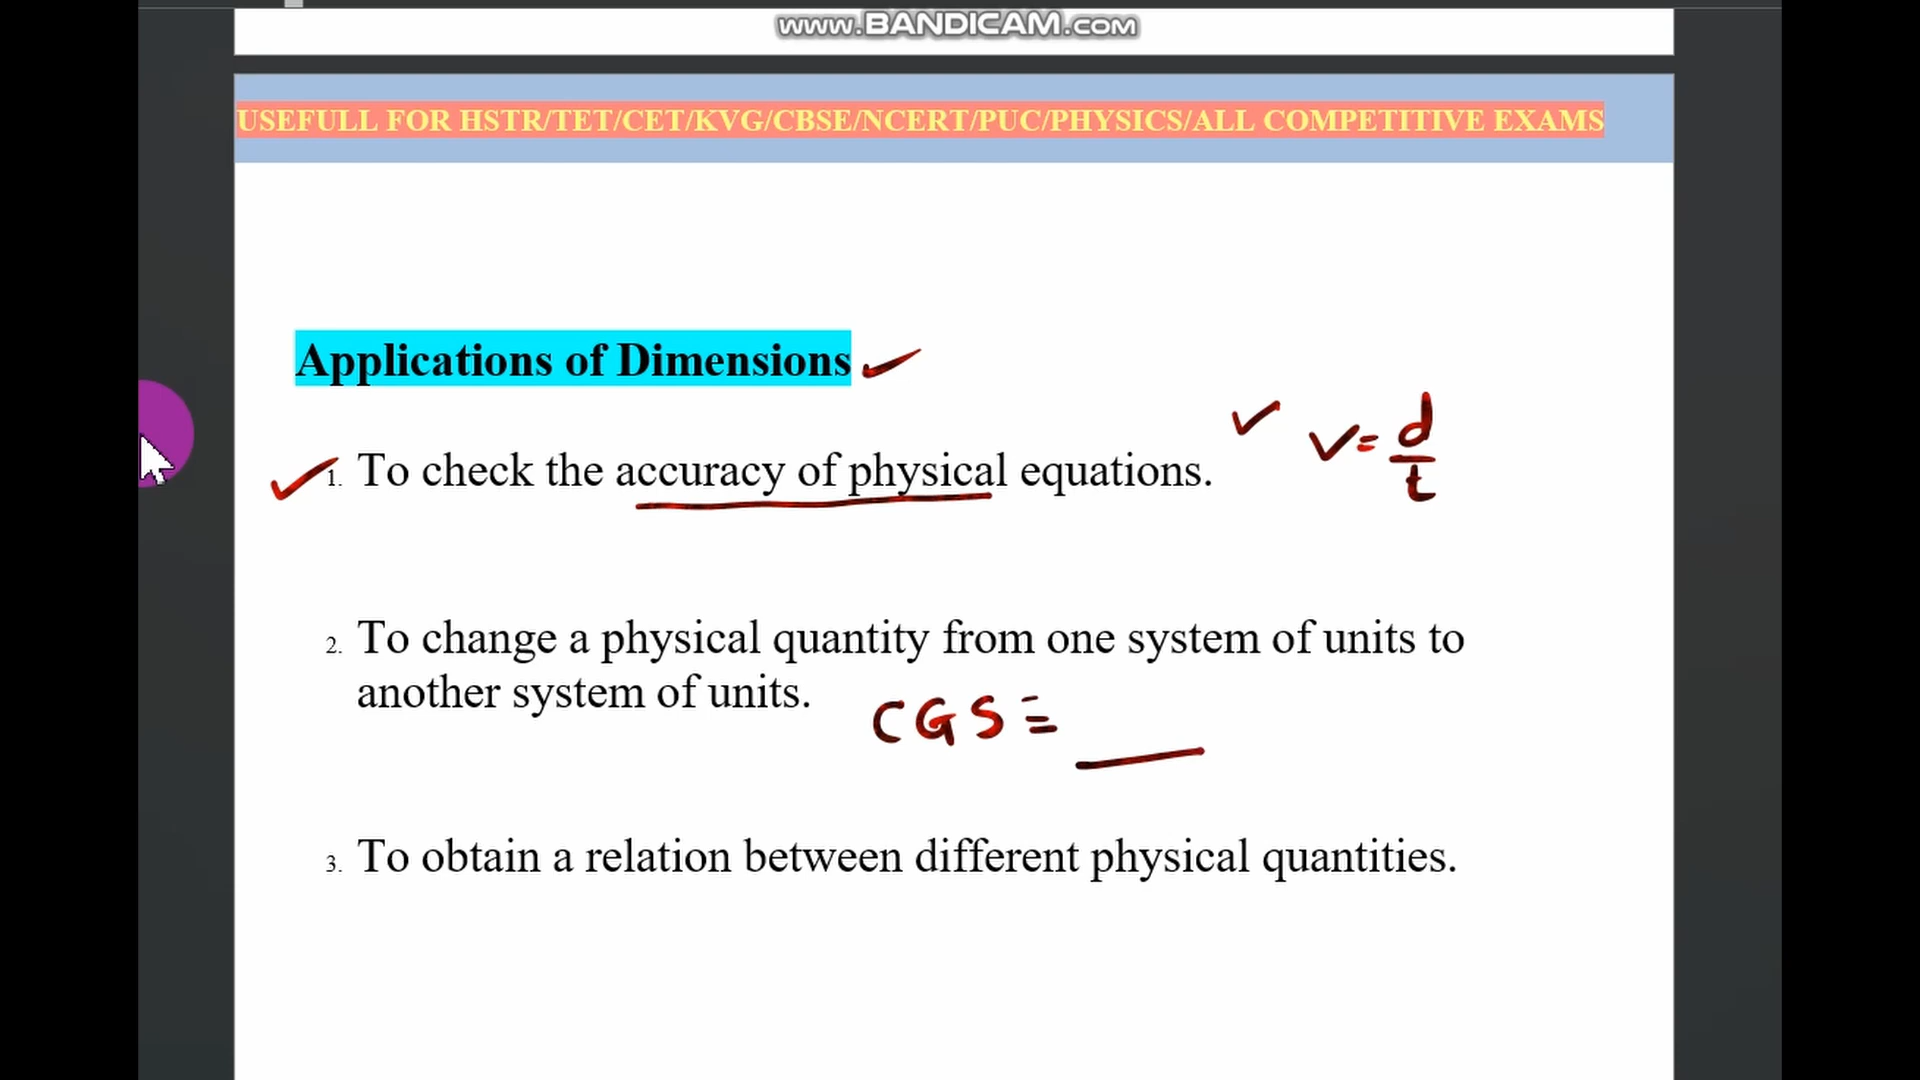 www.BANDICAM.com
USEFULL FOR HSTR/TET/CET/KVG/CBSE/NCERT/PUC/PHYSICS/ALL COMPETITIVE EXAMS
Applications of Dimensions
1. To check the accuracy of physical equations.
V = d/t
2. To change a physical quantity from one system of units to
another system of units.
CGS ≡
3. To obtain a relation between different physical quantities.